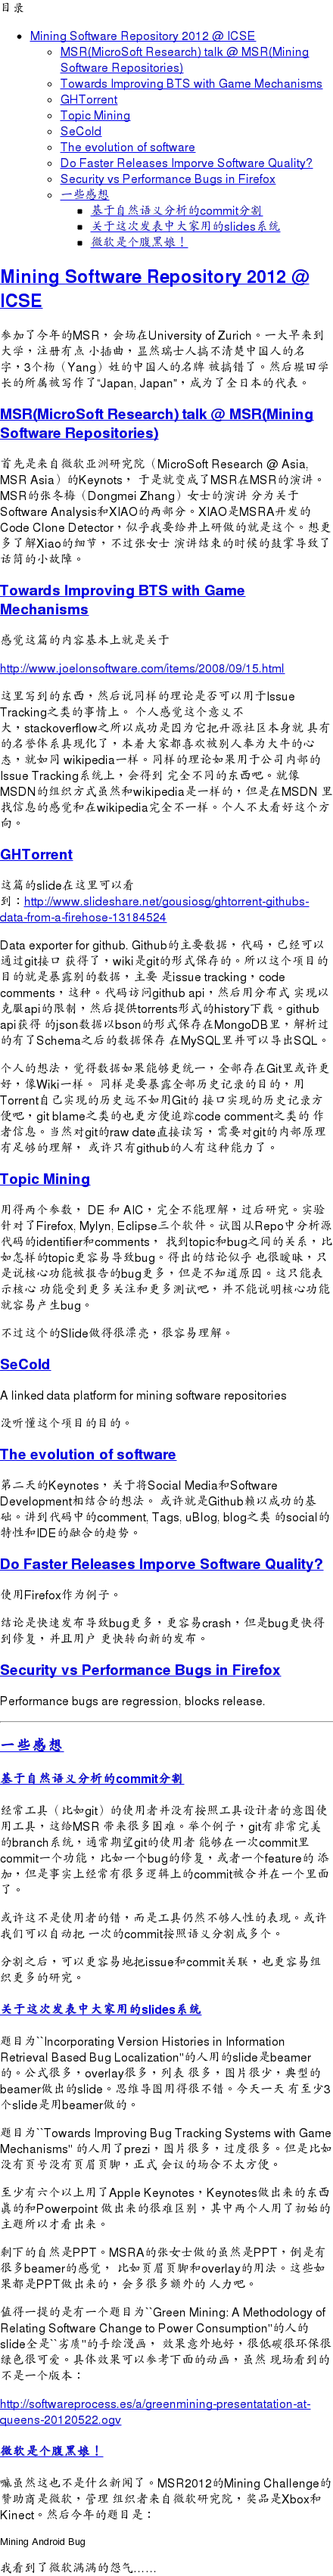 目录
Mining Software Repository 2012 @ ICSE
MSR(MicroSoft Research) talk @ MSR(Mining
Software Repositories)
Towards Improving BTS with Game Mechanisms
GHTorrent
Topic Mining
SeCold
The evolution of software
Do Faster Releases Imporve Software Quality?
Security vs Performance Bugs in Firefox
一些感想
基于自然语义分析的commit分割
关于这次发表中大家用的slides系统
微软是个腹黑娘！
Mining Software Repository 2012 @
ICSE
参加了今年的MSR，会场在University of Zurich。一大早来到
大学，注册有点 小插曲，显然瑞士人搞不清楚中国人的名
字，3个杨（Yang）姓的中国人的名牌 被搞错了。然后堀田学
长的所属被写作了"Japan, Japan"，成为了全日本的代表。
MSR(MicroSoft Research) talk @ MSR(Mining
Software Repositories)
首先是来自微软亚洲研究院（MicroSoft Research @ Asia,
MSR Asia）的Keynots， 于是就变成了MSR在MSR的演讲。
MSR的张冬梅（Dongmei Zhang）女士的演讲 分为关于
Software Analysis和XIAO的两部分。XIAO是MSRA开发的
Code Clone Detector，似乎我要给井上研做的就是这个。想更
多了解Xiao的细节，不过张女士 演讲结束的时候的鼓掌导致了
话筒的小故障。
Towards Improving BTS with Game
Mechanisms
感觉这篇的内容基本上就是关于
http://www.joelonsoftware.com/items/2008/09/15.html
这里写到的东西，然后说同样的理论是否可以用于Issue
Tracking之类的事情上。 个人感觉这个意义不
大，stackoverflow之所以成功是因为它把开源社区本身就 具有
的名誉体系具现化了，本着大家都喜欢被别人奉为大牛的心
态，就如同 wikipedia一样。同样的理论如果用于公司内部的
Issue Tracking系统上，会得到 完全不同的东西吧。就像
MSDN的组织方式虽然和wikipedia是一样的，但是在MSDN 里
找信息的感觉和在wikipedia完全不一样。个人不太看好这个方
向。
GHTorrent
这篇的slide在这里可以看
到：http://www.slideshare.net/gousiosg/ghtorrent-githubs-
data-from-a-firehose-13184524
Data exporter for github. Github的主要数据，代码，已经可以
通过git接口 获得了，wiki是git的形式保存的。所以这个项目的
目的就是暴露别的数据，主要 是issue tracking，code
comments，这种。代码访问github api，然后用分布式 实现以
克服api的限制，然后提供torrents形式的history下载。github
api获得 的json数据以bson的形式保存在MongoDB里，解析过
的有了Schema之后的数据保存 在MySQL里并可以导出SQL。
个人的想法，觉得数据如果能够更统一，全部存在Git里或许更
好，像Wiki一样。 同样是要暴露全部历史记录的目的，用
Torrent自己实现的历史远不如用Git的 接口实现的历史记录方
便吧，git blame之类的也更方便追踪code comment之类的 作
者信息。当然对git的raw date直接读写，需要对git的内部原理
有足够的理解， 或许只有github的人有这种能力了。
Topic Mining
用得两个参数， DE 和 AIC，完全不能理解，过后研究。实验
针对了Firefox, Mylyn, Eclipse三个软件。试图从Repo中分析源
代码的identifier和comments， 找到topic和bug之间的关系，比
如怎样的topic更容易导致bug。得出的结论似乎 也很暧昧，只
是说核心功能被报告的bug更多，但是不知道原因。这只能表
示核心 功能受到更多关注和更多测试吧，并不能说明核心功能
就容易产生bug。
不过这个的Slide做得很漂亮，很容易理解。
SeCold
A linked data platform for mining software repositories
没听懂这个项目的目的。
The evolution of software
第二天的Keynotes，关于将Social Media和Software
Development相结合的想法。 或许就是Github赖以成功的基
础。讲到代码中的comment, Tags, uBlog, blog之类 的social的
特性和IDE的融合的趋势。
Do Faster Releases Imporve Software Quality?
使用Firefox作为例子。
结论是快速发布导致bug更多，更容易crash，但是bug更快得
到修复，并且用户 更快转向新的发布。
Security vs Performance Bugs in Firefox
Performance bugs are regression, blocks release.
一些感想
基于自然语义分析的commit分割
经常工具（比如git）的使用者并没有按照工具设计者的意图使
用工具，这给MSR 带来很多困难。举个例子，git有非常完美
的branch系统，通常期望git的使用者 能够在一次commit里
commit一个功能，比如一个bug的修复，或者一个feature的 添
加，但是事实上经常有很多逻辑上的commit被合并在一个里面
了。
或许这不是使用者的错，而是工具仍然不够人性的表现。或许
我们可以自动把 一次的commit按照语义分割成多个。
分割之后，可以更容易地把issue和commit关联，也更容易组
织更多的研究。
关于这次发表中大家用的slides系统
题目为``Incorporating Version Histories in Information
Retrieval Based Bug Localization''的人用的slide是beamer
的。公式很多，overlay很多，列表 很多，图片很少，典型的
beamer做出的slide。思维导图用得很不错。今天一天 有至少3
个slide是用beamer做的。
题目为``Towards Improving Bug Tracking Systems with Game
Mechanisms'' 的人用了prezi，图片很多，过度很多。但是比如
没有页号没有页眉页脚，正式 会议的场合不太方便。
至少有六个以上用了Apple Keynotes，Keynotes做出来的东西
真的和Powerpoint 做出来的很难区别，其中两个人用了初始的
主题所以才看出来。
剩下的自然是PPT。MSRA的张女士做的虽然是PPT，倒是有
很多beamer的感觉， 比如页眉页脚和overlay的用法。这些如
果都是PPT做出来的，会多很多额外的 人力吧。
值得一提的是有一个题目为``Green Mining: A Methodology of
Relating Software Change to Power Consumption''的人的
slide全是``劣质''的手绘漫画， 效果意外地好，很低碳很环保很
绿色很可爱。具体效果可以参考下面的动画，虽然 现场看到的
不是一个版本：
http://softwareprocess.es/a/greenmining-presentatation-at-
queens-20120522.ogv
微软是个腹黑娘！
嘛虽然这也不是什么新闻了。MSR2012的Mining Challenge的
赞助商是微软，管理 组织者来自微软研究院，奖品是Xbox和
Kinect。然后今年的题目是：
Mining Android Bug
我看到了微软满满的怨气……